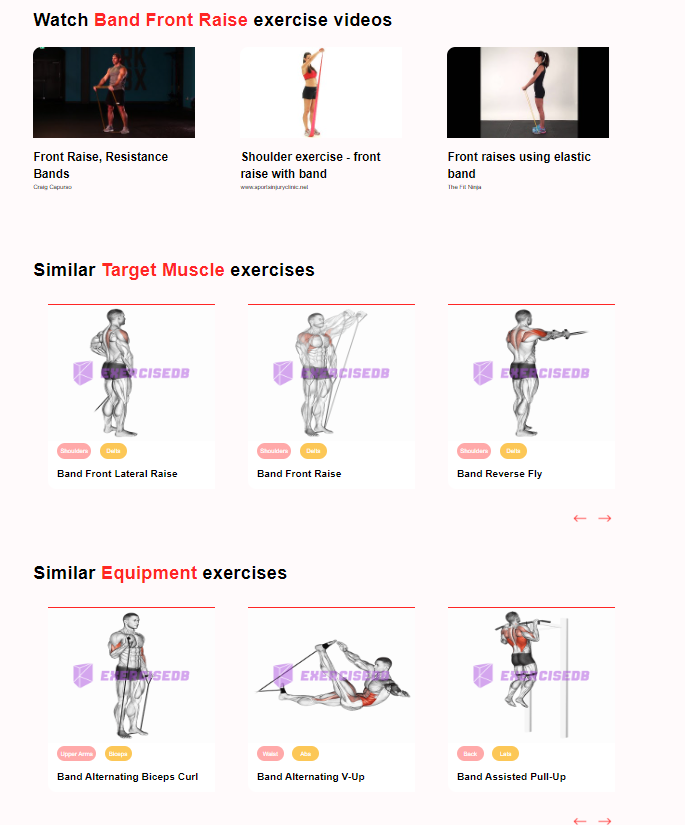 Watch Band Front Raise exercise videos
Front Raise, Resistance
Bands
Craig Capurso
Shoulder exercise - front
raise with band
www.sportsinjuryclinic.net
Front raises using elastic
band
The Fit Ninja
Similar Target Muscle exercises
EXERCISEDB
EXERCISEDB
EXERCISEDB
Shoulders Delts
Shoulders Delts
Shoulders Delts
Band Front Lateral Raise
Band Front Raise
Band Reverse Fly
Similar Equipment exercises
EXERCISEDB
EXERCISEDB
EXERCISEDB
Upper Arms Biceps
Waist Abs
Back Lats
Band Alternating Biceps Curl
Band Alternating V-Up
Band Assisted Pull-Up